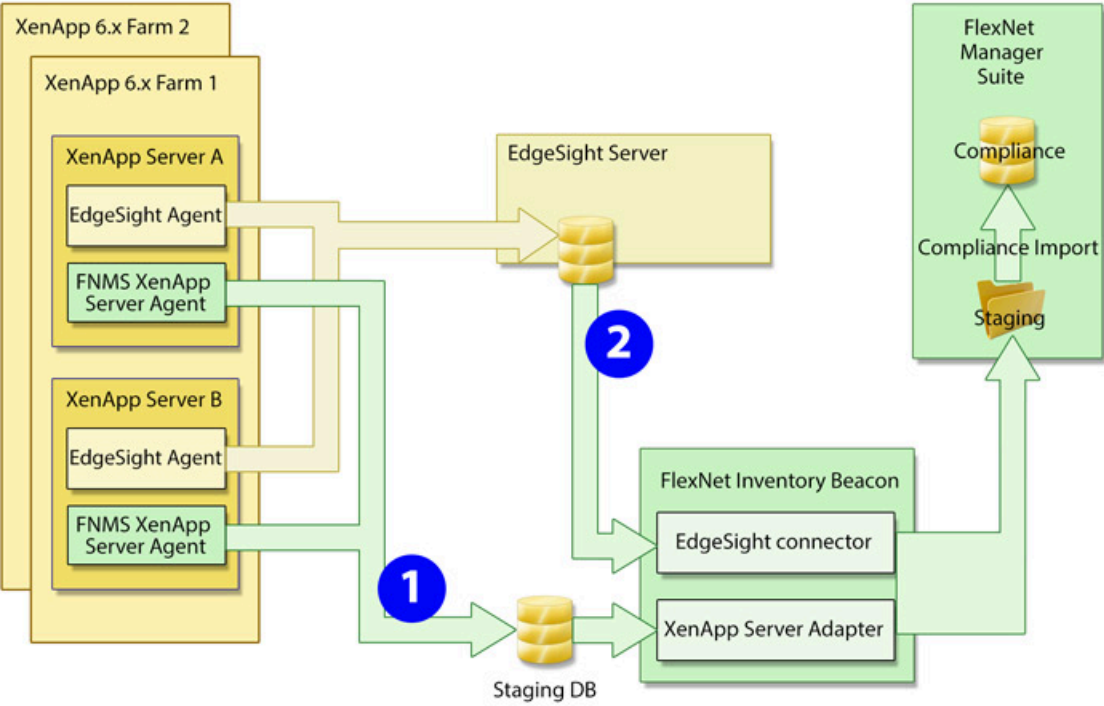 XenApp 6.x Farm 2
XenApp 6.x Farm 1
XenApp Server A
EdgeSight Agent
FNMS XenApp
Server Agent
XenApp Server B
EdgeSight Agent
FNMS XenApp
Server Agent
EdgeSight Server
2
1
Staging DB
FlexNet Inventory Beacon
EdgeSight connector
XenApp Server Adapter
FlexNet
Manager
Suite
Compliance
Compliance Import
Staging